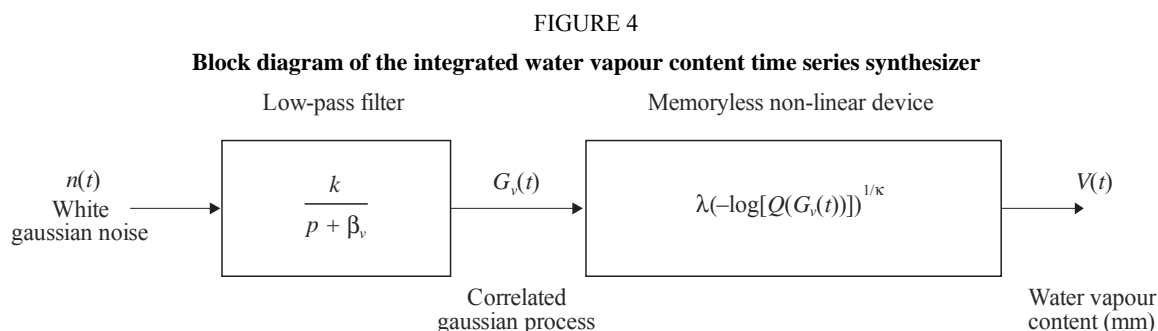 FIGURE 4
Block diagram of the integrated water vapour content time series synthesizer
Low-pass filter
Memoryless non-linear device
n(t)
White
gaussian noise
k
p + βᵥ
Gᵥ(t)
Correlated
gaussian process
λ(–log[Q(Gᵥ(t))])^{1/κ}
V(t)
Water vapour
content (mm)